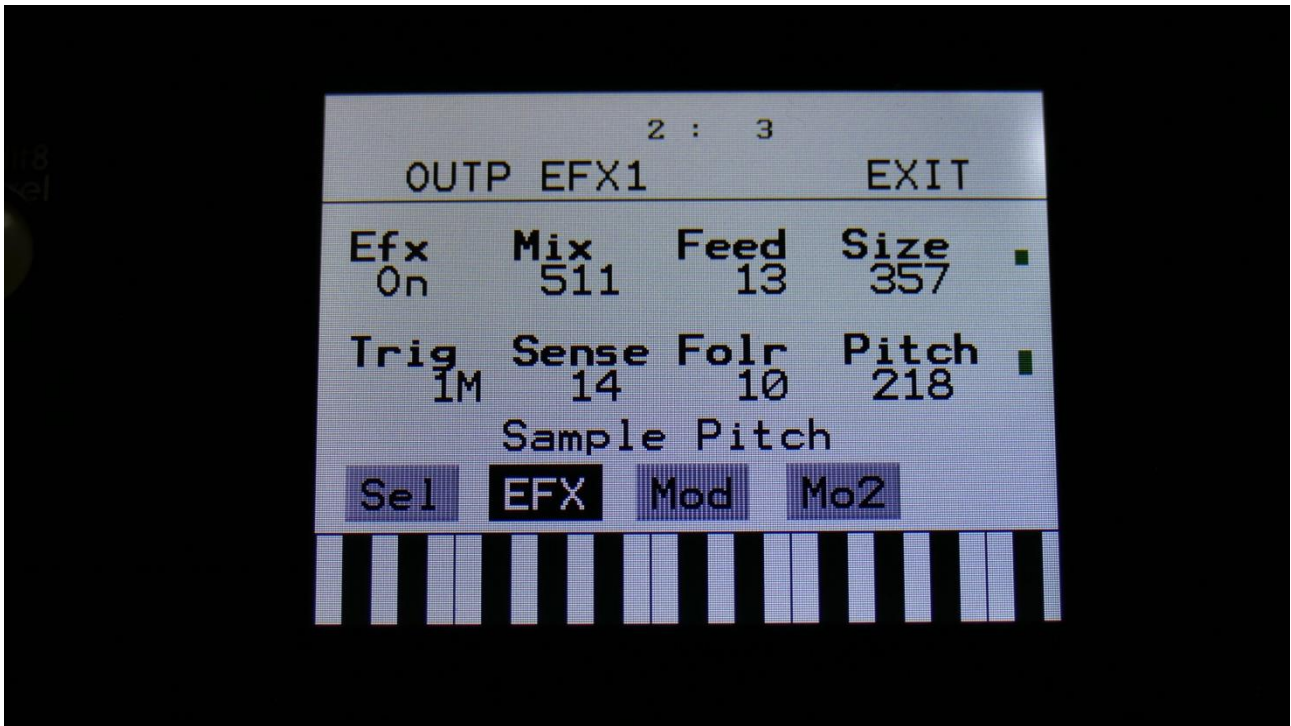 2 : 3
OUTP EFX1 EXIT
Efx Mix Feed Size
On 511 13 357
Trig Sense Folr Pitch
1M 14 10 218
Sample Pitch
Sel EFX Mod Mo2